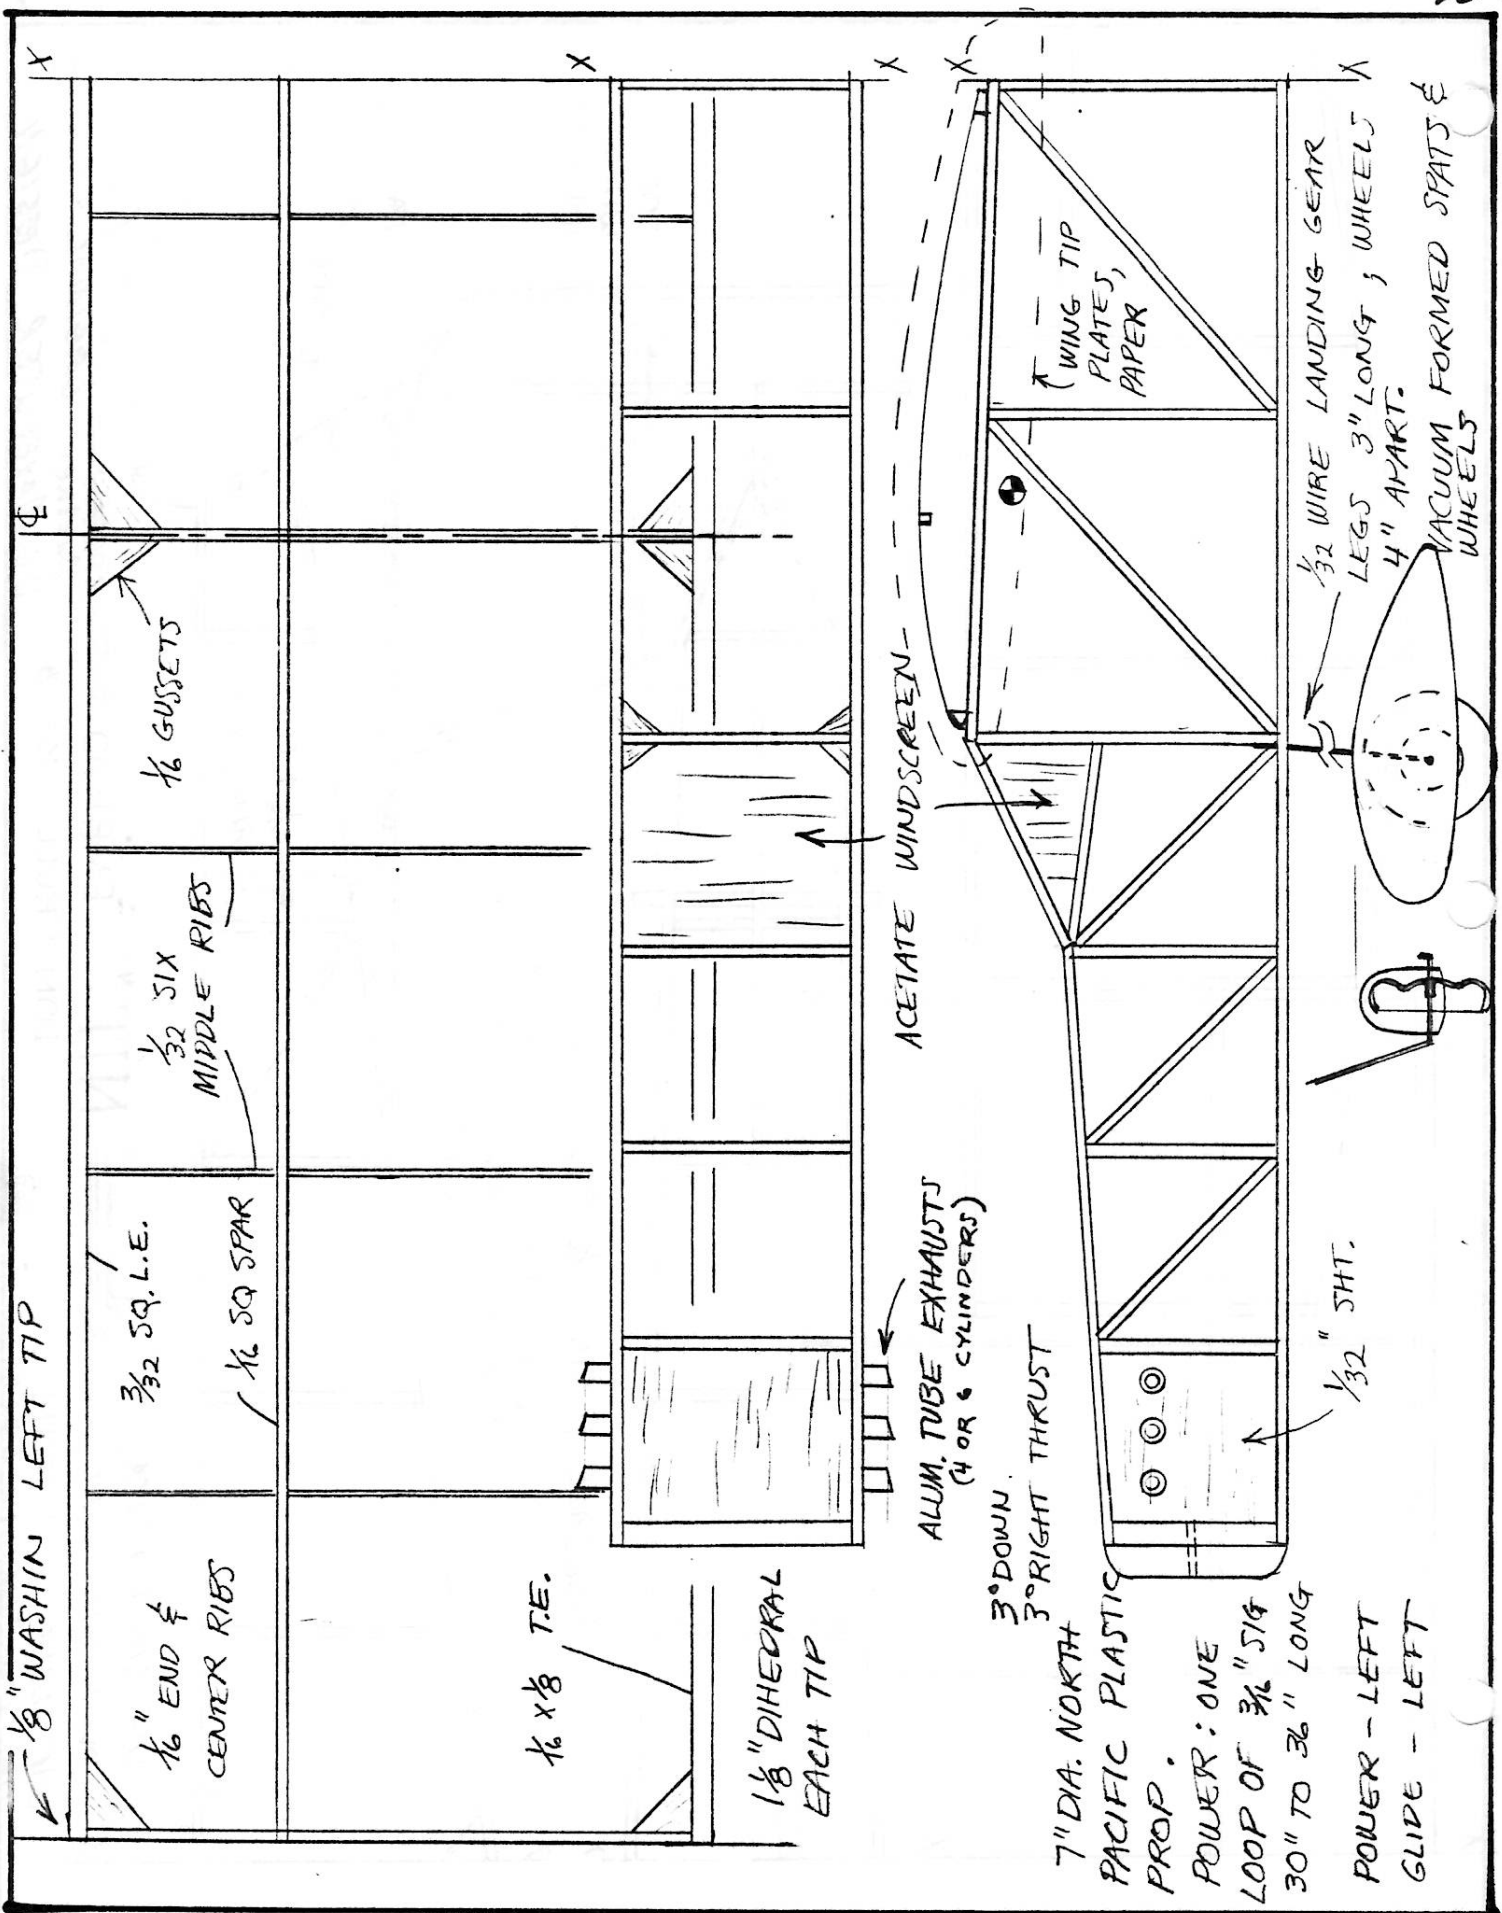 1/8" WASHIN LEFT TIP
℄
X
X
X
X
X
3/32 SQ. L.E.
1/16 SQ SPAR
1/16" END &
CENTER RIBS
1/32 SIX
MIDDLE RIBS
1/16 GUSSETS
1/16 X 1/8 T.E.
1 1/8" DIHEDRAL
EACH TIP
ACETATE WINDSCREEN
ALUM. TUBE EXHAUSTS
(4 OR 6 CYLINDERS)
3° DOWN
3° RIGHT THRUST
7" DIA. NORTH
PACIFIC PLASTIC
PROP.
POWER: ONE
LOOP OF 3/16" SIG
30" TO 36" LONG
POWER - LEFT
GLIDE - LEFT
1/32" SHT.
WING TIP
PLATES,
PAPER
1/32 WIRE LANDING GEAR
LEGS 3" LONG; WHEELS
4" APART.
VACUUM FORMED SPATS &
WHEELS